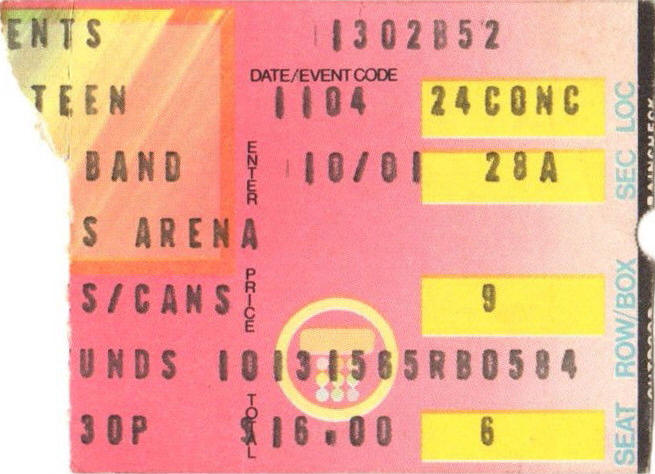 ENTS 1302B52
DATE/EVENT CODE
TEEN 1104 24CONC
BAND ENTER 10/01 28A
S ARENA
S/CANS PRICE 9
UNDS 10131565RB0584
30P TOTAL $16.00 6
SEC LOC
ROW/BOX
SEAT
RAINCHECK